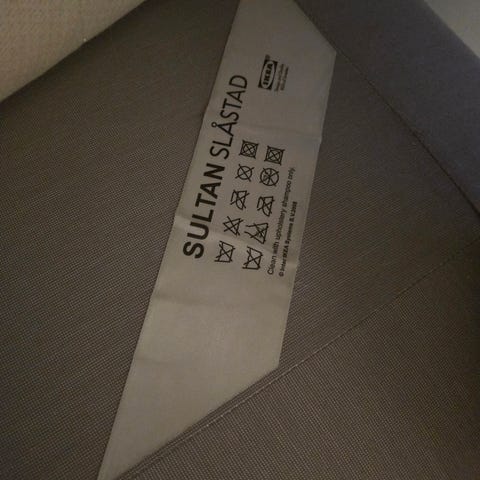 IKEA
SULTAN SLÅSTAD
Clean with upholstery shampoo only.
© Inter IKEA Systems B.V.